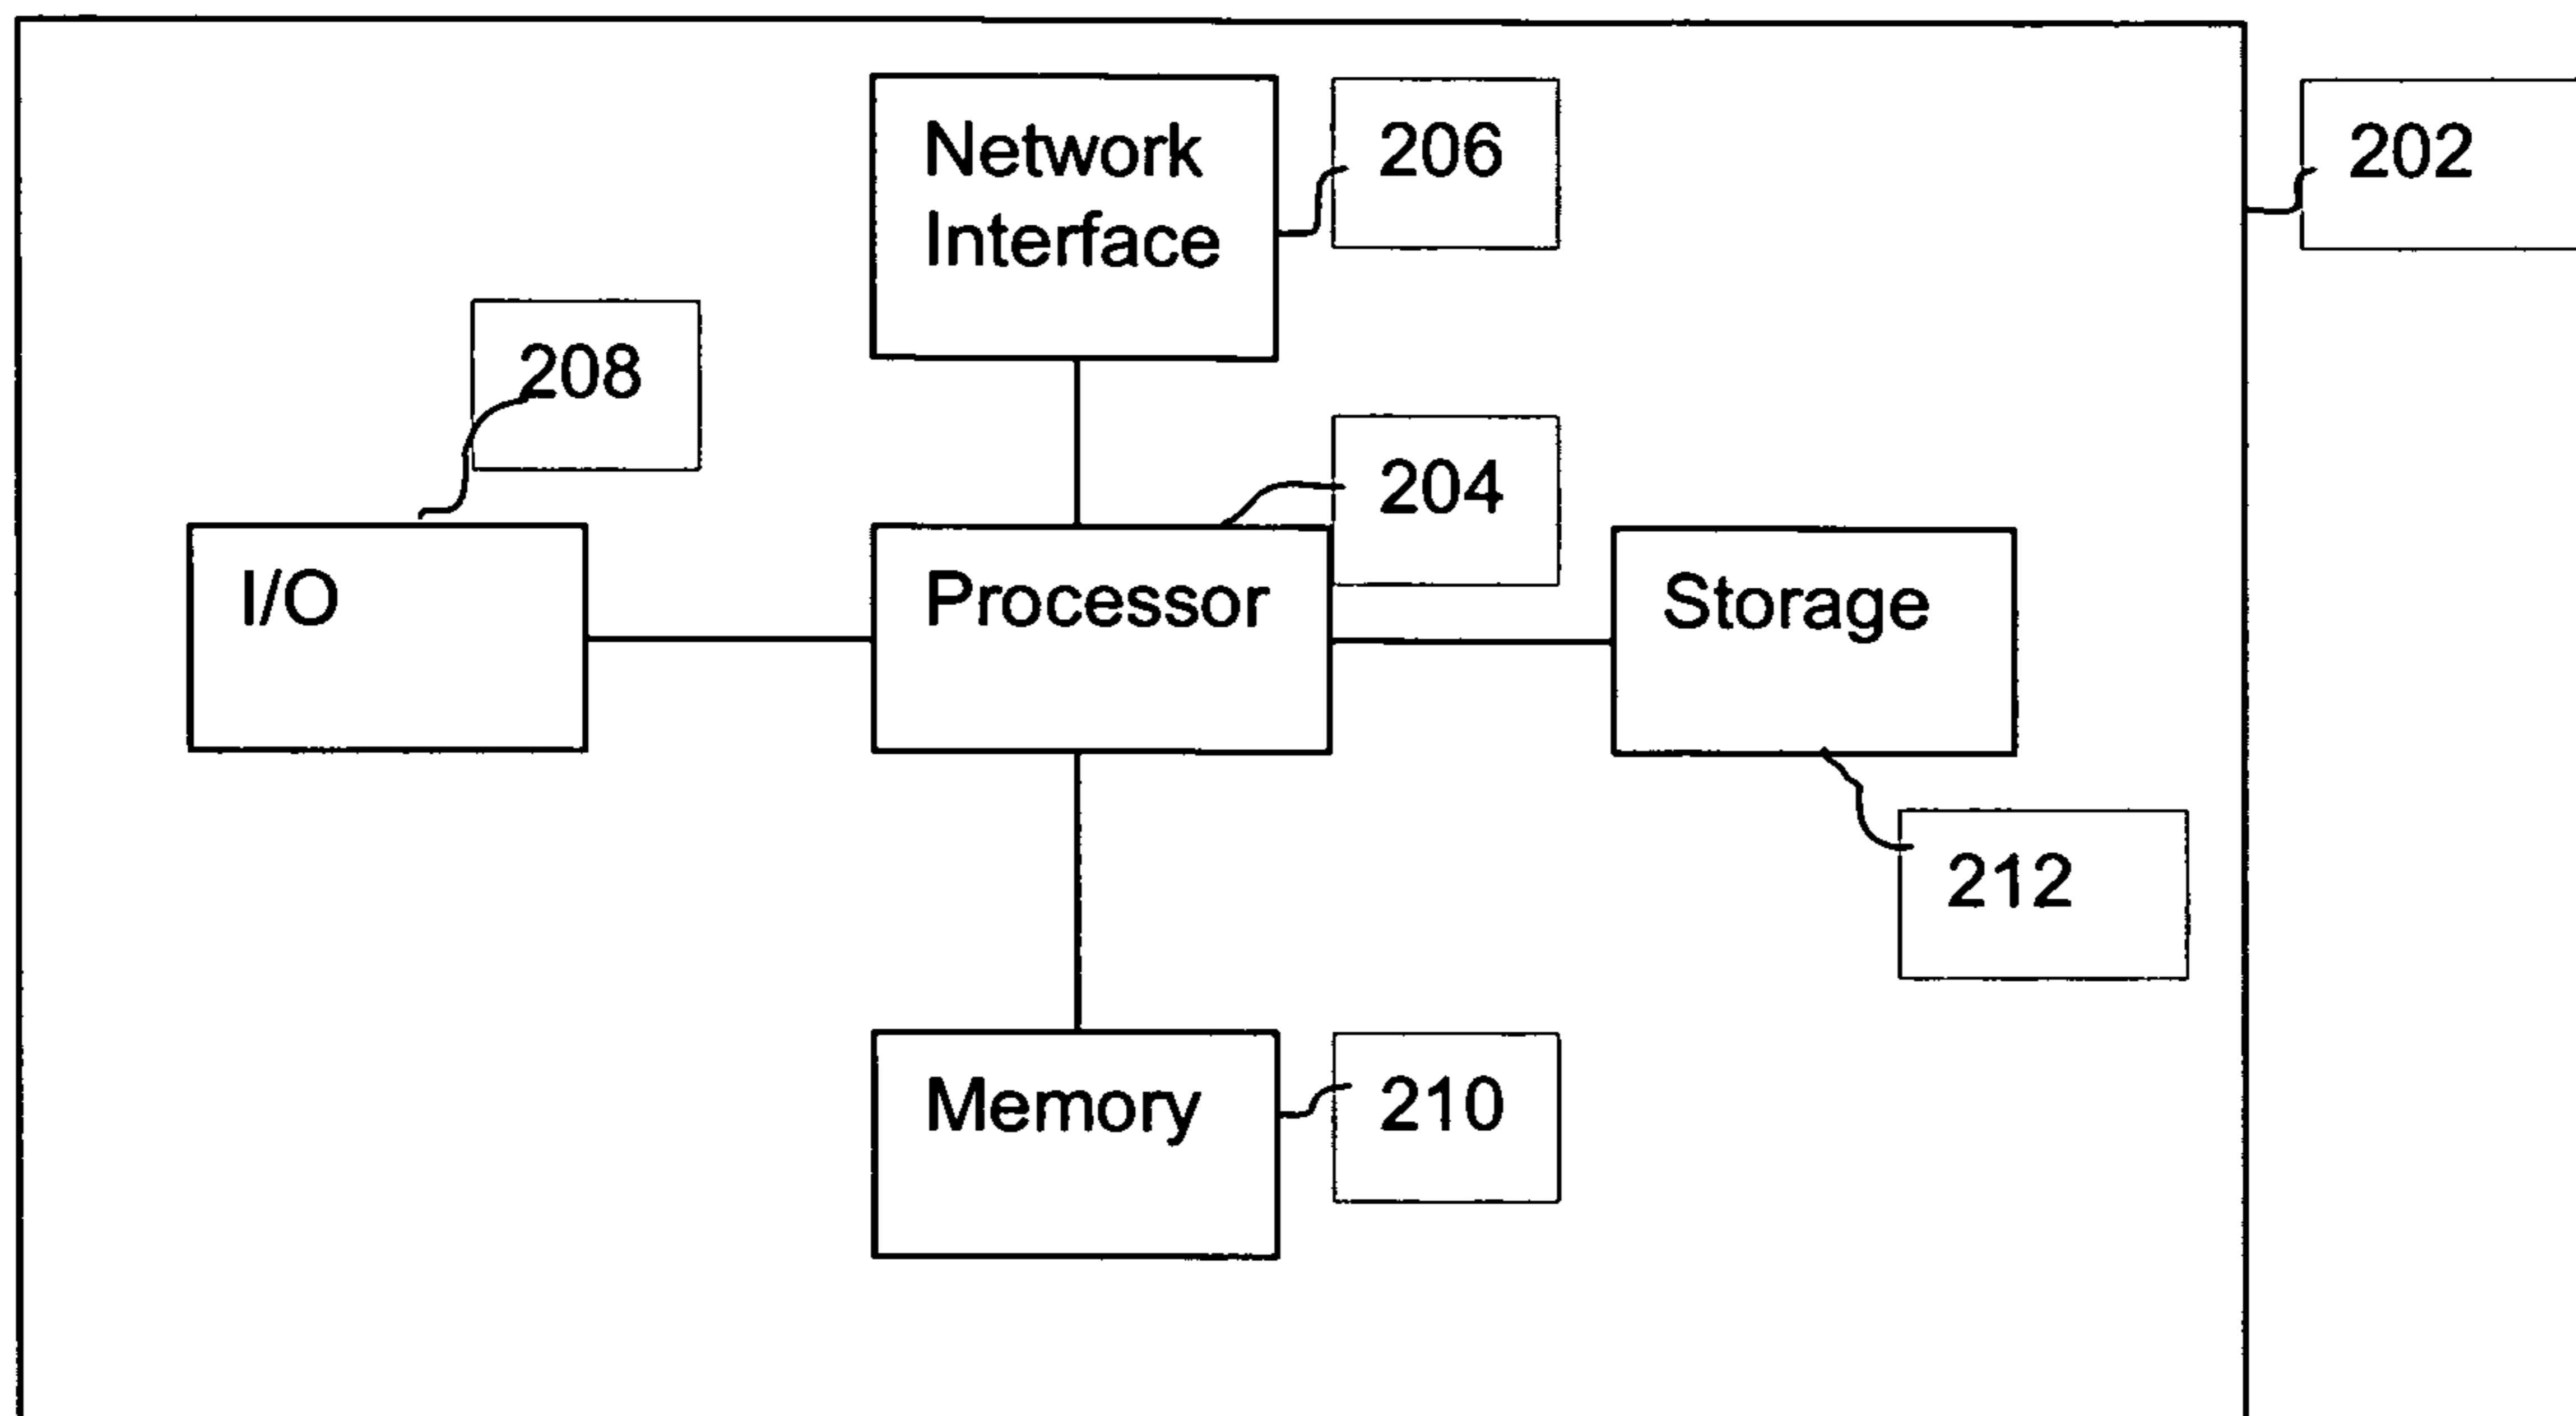 Network
Interface
206
202
208
204
I/O
Processor
Storage
212
Memory
210